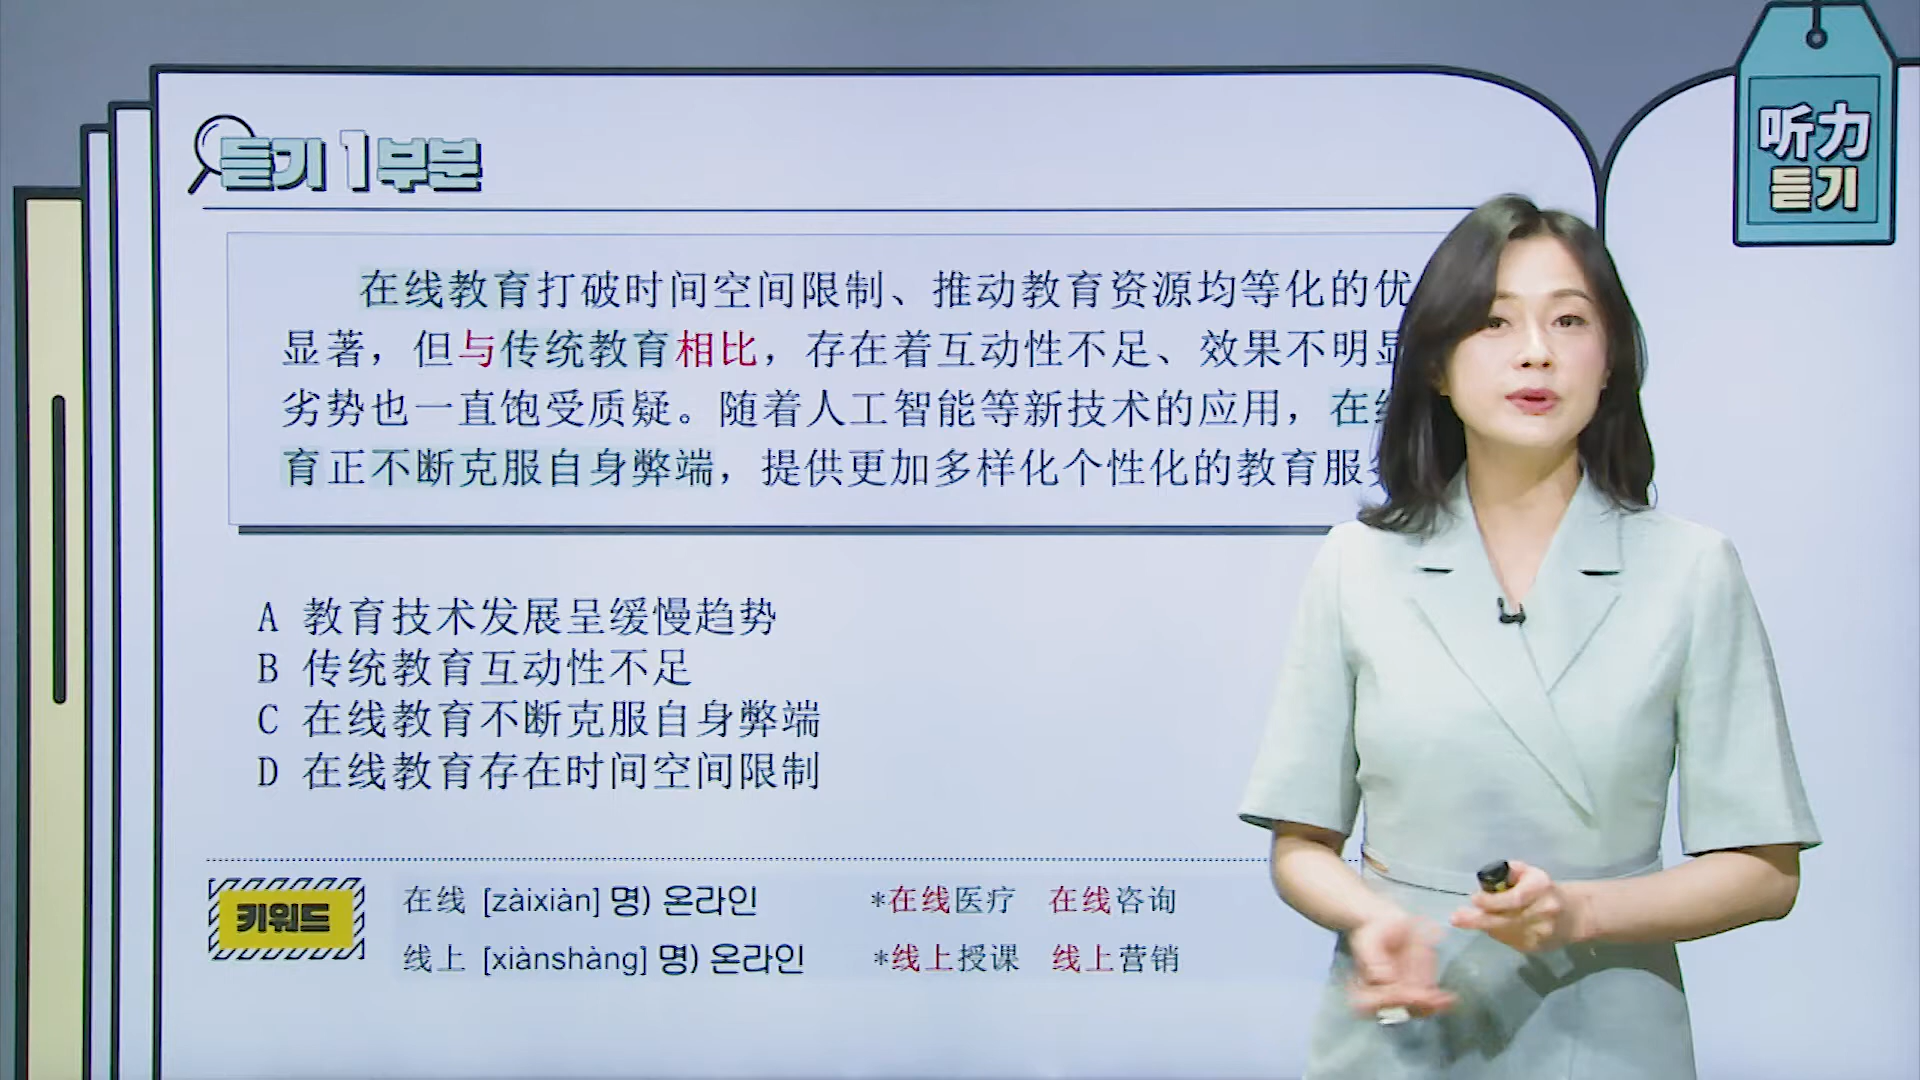 听力
듣기
듣기 1부분
在线教育打破时间空间限制、推动教育资源均等化的优
显著，但与传统教育相比，存在着互动性不足、效果不明显
劣势也一直饱受质疑。随着人工智能等新技术的应用，在线
育正不断克服自身弊端，提供更加多样化个性化的教育服
A 教育技术发展呈缓慢趋势
B 传统教育互动性不足
C 在线教育不断克服自身弊端
D 在线教育存在时间空间限制
키워드
在线 [zàixiàn] 명) 온라인 *在线医疗 在线咨询
线上 [xiànshàng] 명) 온라인 *线上授课 线上营销